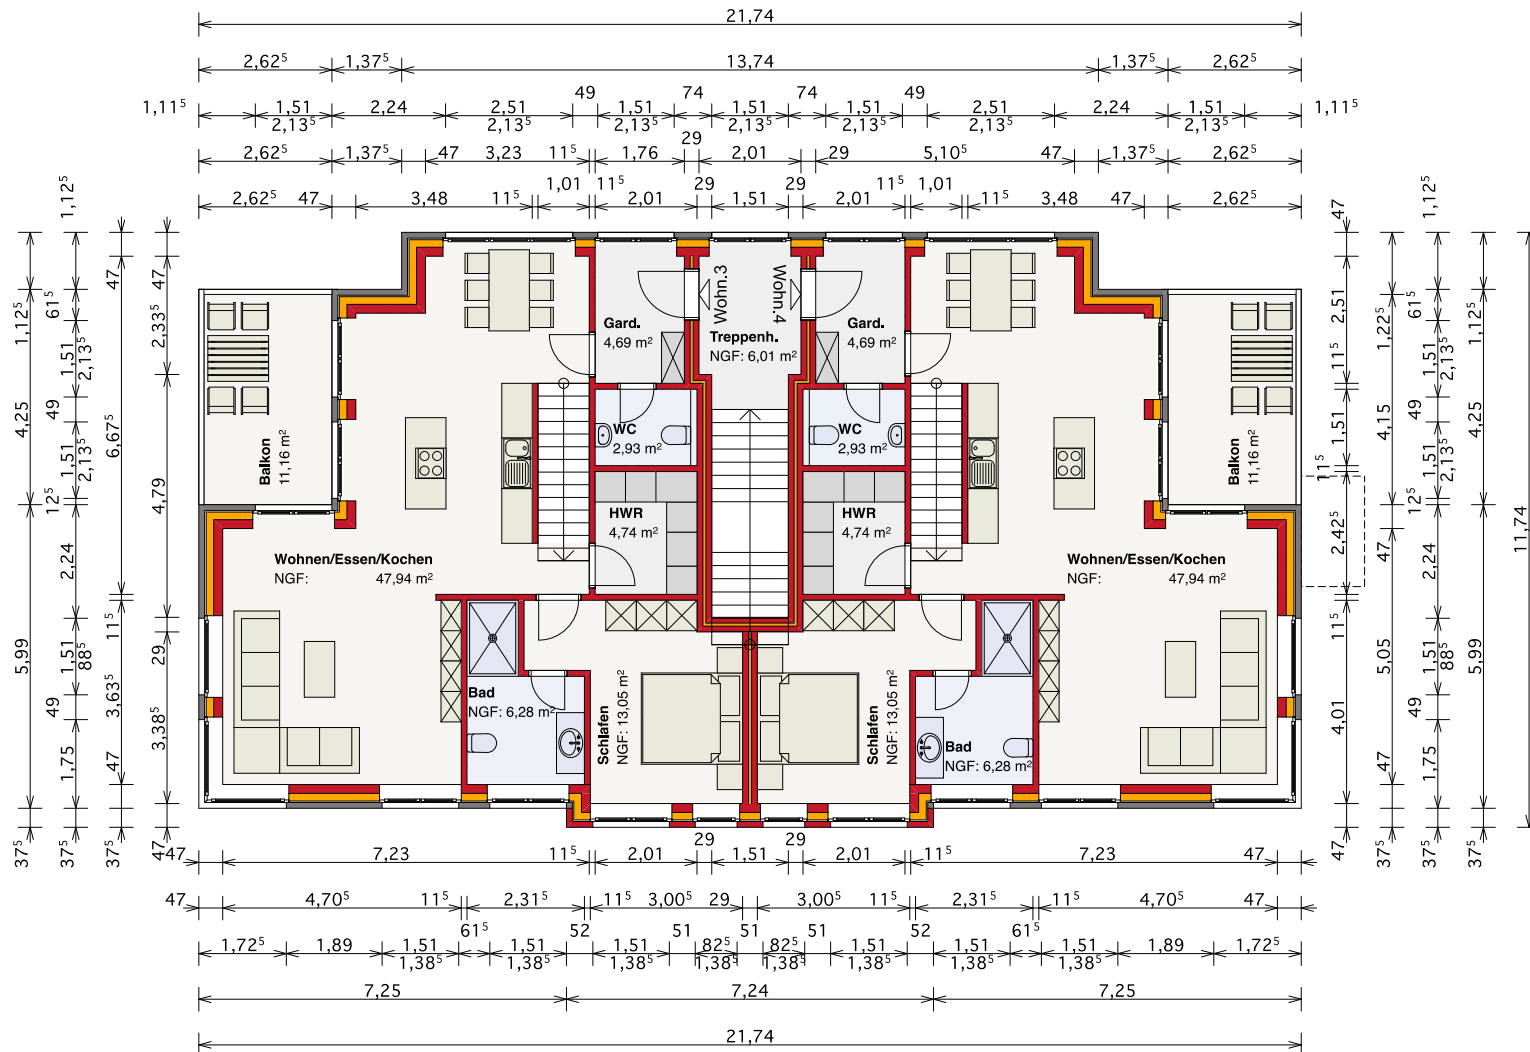 21,74
2,62⁵ 1,37⁵ 13,74 1,37⁵ 2,62⁵
49 74 74 49
1,11⁵ 1,51 2,24 2,51 1,51 1,51 1,51 2,51 2,24 1,51 1,11⁵
2,13⁵ 2,13⁵ 2,13⁵ 2,13⁵ 2,13⁵ 2,13⁵ 2,13⁵
29
2,62⁵ 1,37⁵ 47 3,23 11⁵ 1,76 2,01 29 5,10⁵ 47 1,37⁵ 2,62⁵
1,01 11⁵ 29 29 11⁵ 1,01
2,62⁵ 47 3,48 11⁵ 2,01 1,51 2,01 11⁵ 3,48 47 2,62⁵
1,12⁵ 4,25 5,99 37⁵
1,12⁵ 61⁵ 1,51 2,13⁵ 49 1,51 2,13⁵ 12⁵ 2,24 1,51 88⁵ 49 1,75 37⁵
47 6,67⁵ 11⁵ 3,63⁵ 47 37⁵
47 2,33⁵ 4,79 29 3,38⁵ 47
Wohn.3
Wohn.4
Gard.
4,69 m²
Treppenh.
NGF: 6,01 m²
Gard.
4,69 m²
Balkon
11,16 m²
WC
2,93 m²
WC
2,93 m²
Balkon
11,16 m²
HWR
4,74 m²
HWR
4,74 m²
Wohnen/Essen/Kochen
NGF: 47,94 m²
Wohnen/Essen/Kochen
NGF: 47,94 m²
Bad
NGF: 6,28 m²
Schlafen
NGF: 13,05 m²
Schlafen
NGF: 13,05 m²
Bad
NGF: 6,28 m²
47 2,51 11⁵ 1,51 11⁵ 2,42⁵ 11⁵ 4,01 47
1,22⁵ 4,15 47 5,05 47 37⁵
1,12⁵ 61⁵ 1,51 2,13⁵ 49 1,51 2,13⁵ 12⁵ 2,24 1,51 88⁵ 49 1,75 37⁵
1,12⁵ 4,25 5,99 37⁵
11,74
29 29
47 7,23 11⁵ 2,01 1,51 2,01 11⁵ 7,23 47
47 4,70⁵ 11⁵ 2,31⁵ 11⁵ 3,00⁵ 29 3,00⁵ 11⁵ 2,31⁵ 11⁵ 4,70⁵ 47
61⁵ 52 51 51 51 52 61⁵
1,72⁵ 1,89 1,51 1,51 1,51 82⁵ 82⁵ 1,51 1,51 1,51 1,89 1,72⁵
1,38⁵ 1,38⁵ 1,38⁵ 1,38⁵ 1,38⁵ 1,38⁵ 1,38⁵ 1,38⁵
7,25 7,24 7,25
21,74